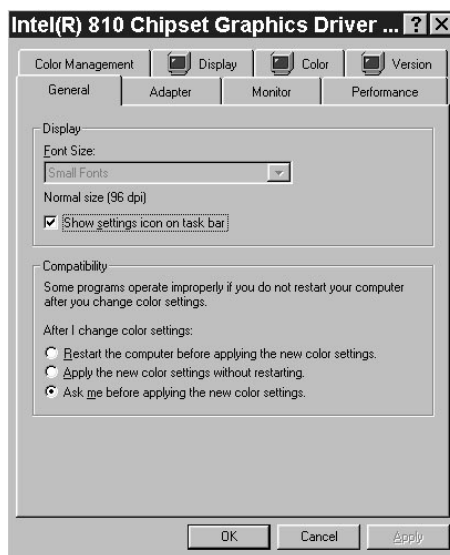 Intel(R) 810 Chipset Graphics Driver ...
Color Management Display Color Version
General Adapter Monitor Performance
Display
Font Size:
Small Fonts
Normal size (96 dpi)
Show settings icon on task bar
Compatibility
Some programs operate improperly if you do not restart your computer
after you change color settings.
After I change color settings:
Restart the computer before applying the new color settings.
Apply the new color settings without restarting.
Ask me before applying the new color settings.
OK Cancel Apply